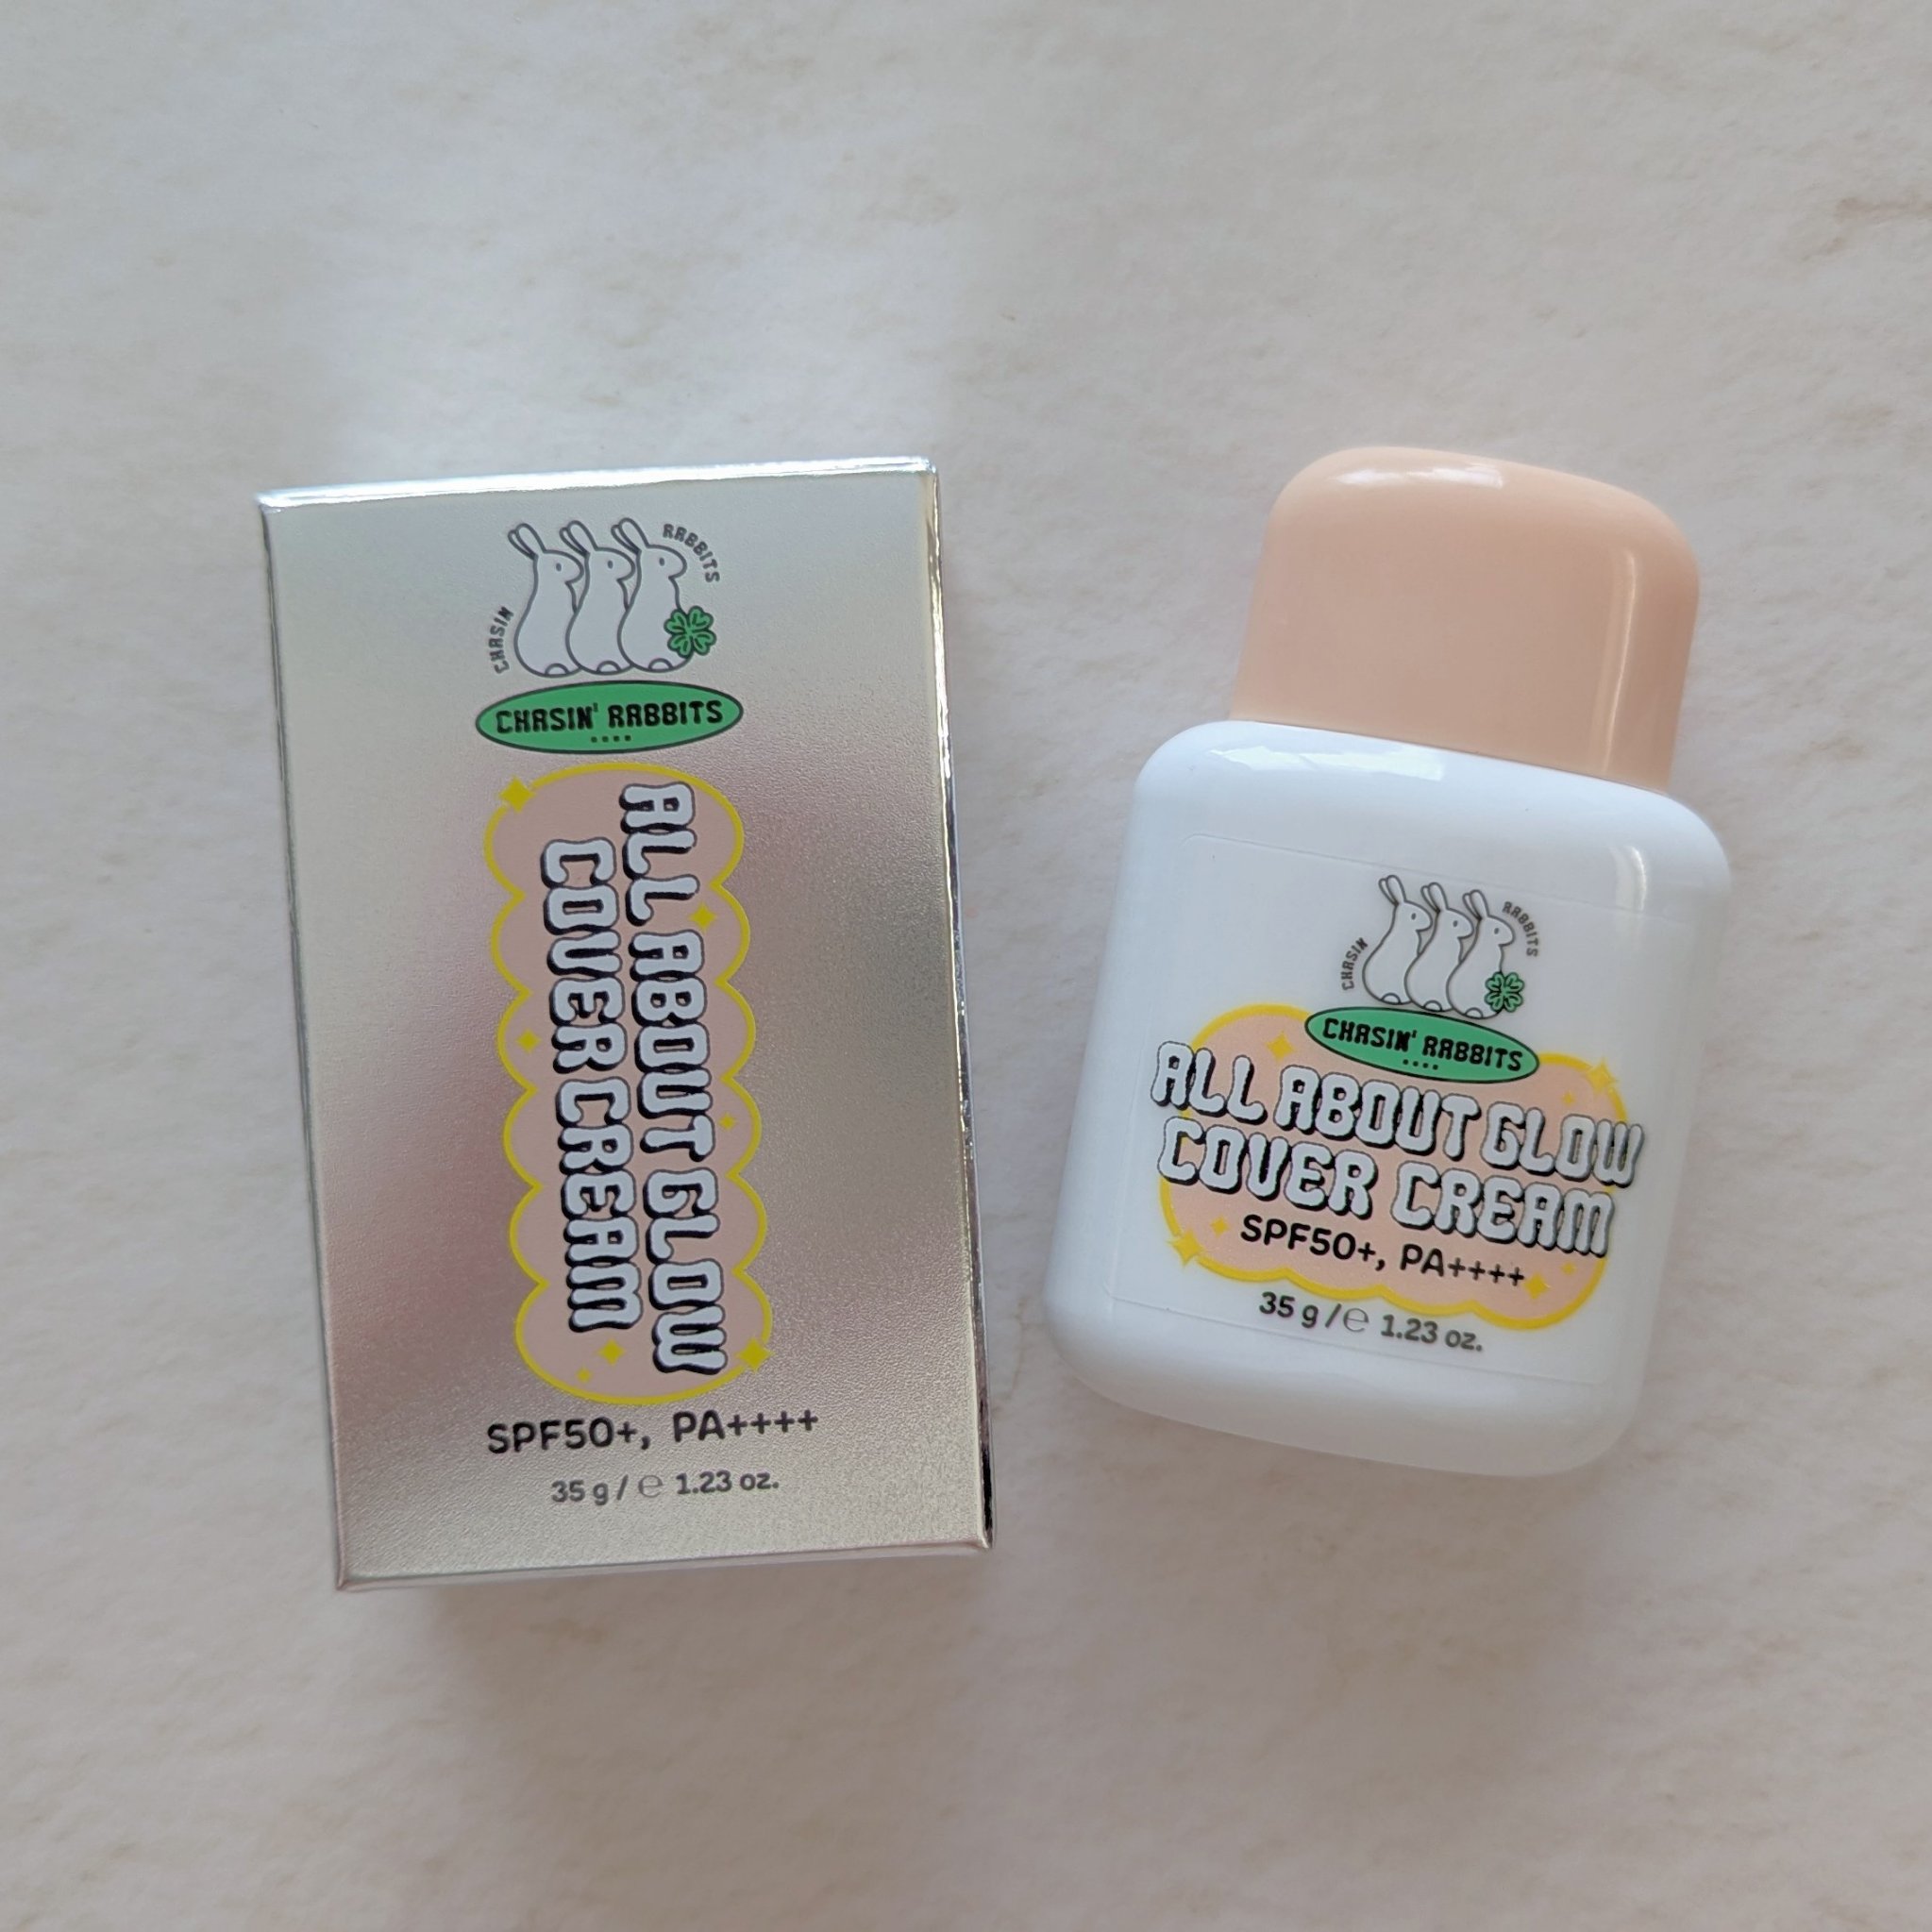 CHASIN RABBITS
CHASIN' RABBITS
ALL ABOUT GLOW
COVER CREAM
SPF50+, PA++++
35 g / ℮ 1.23 oz.
CHASIN RABBITS
CHASIN' RABBITS
ALL ABOUT GLOW
COVER CREAM
SPF50+, PA++++
35 g / ℮ 1.23 oz.